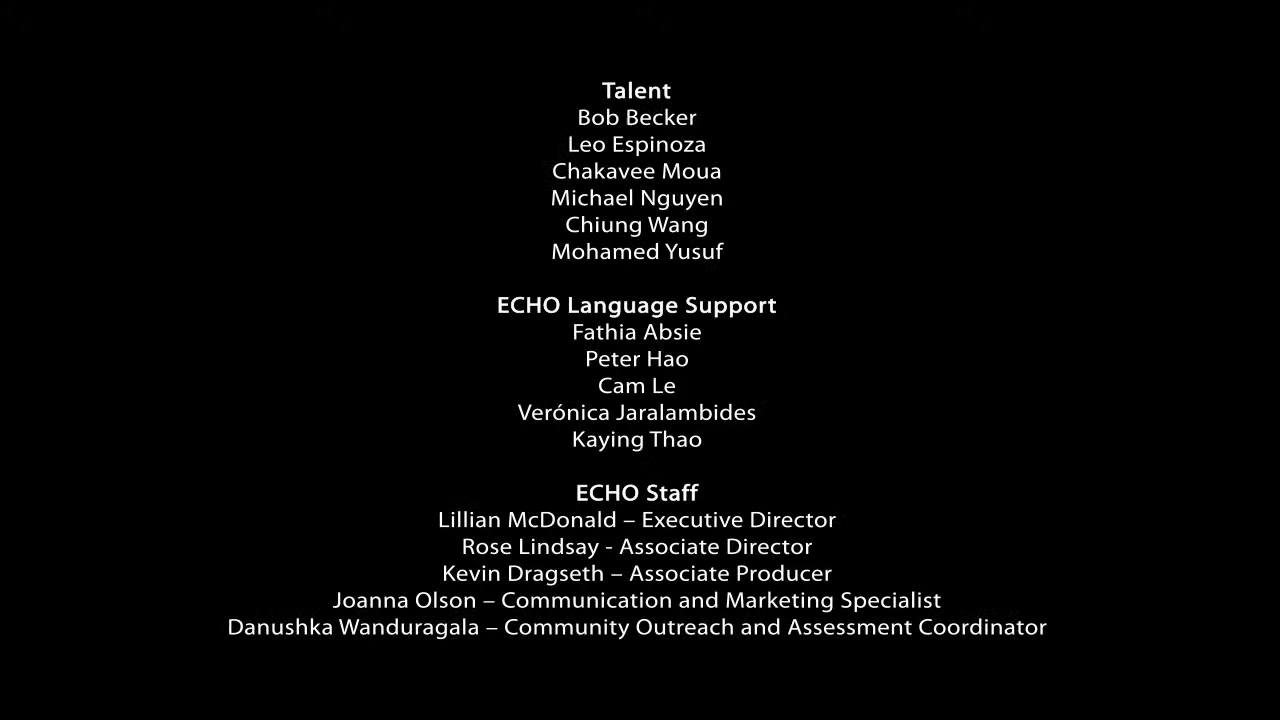 Talent
Bob Becker
Leo Espinoza
Chakavee Moua
Michael Nguyen
Chiung Wang
Mohamed Yusuf
ECHO Language Support
Fathia Absie
Peter Hao
Cam Le
Verónica Jaralambides
Kaying Thao
ECHO Staff
Lillian McDonald – Executive Director
Rose Lindsay - Associate Director
Kevin Dragseth – Associate Producer
Joanna Olson – Communication and Marketing Specialist
Danushka Wanduragala – Community Outreach and Assessment Coordinator